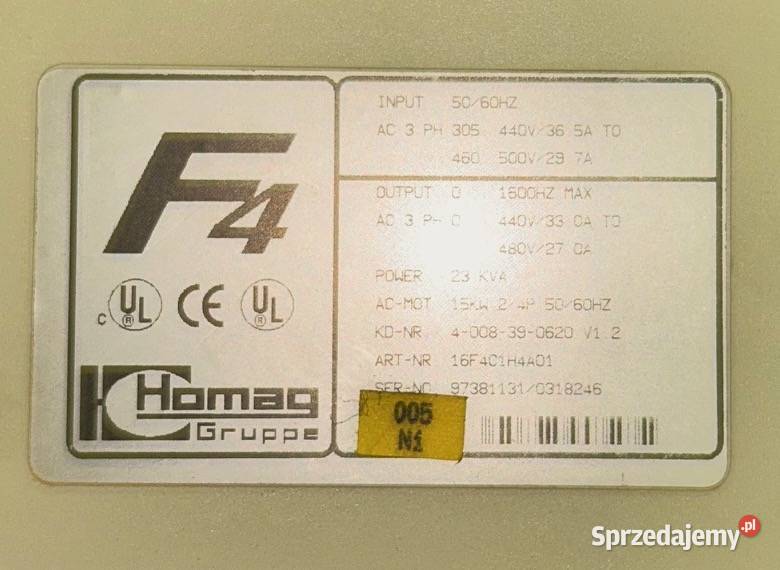 F4
c UL ® CE UL ®
Homag
Gruppe
INPUT 50/60HZ
AC 3 PH 305 440V/36 5A TO
460 500V/29 7A
OUTPUT 0 1600HZ MAX
AC 3 PH 0 440V/33 0A TO
480V/27 0A
POWER 23 KVA
AC-MOT 15KW 2/4P 50/60HZ
KD-NR 4-008-39-0620 V1.2
ART-NR 16F4C1H4A01
SER-NO 97381131/0318246
005
Ni
Sprzedajemy.pl